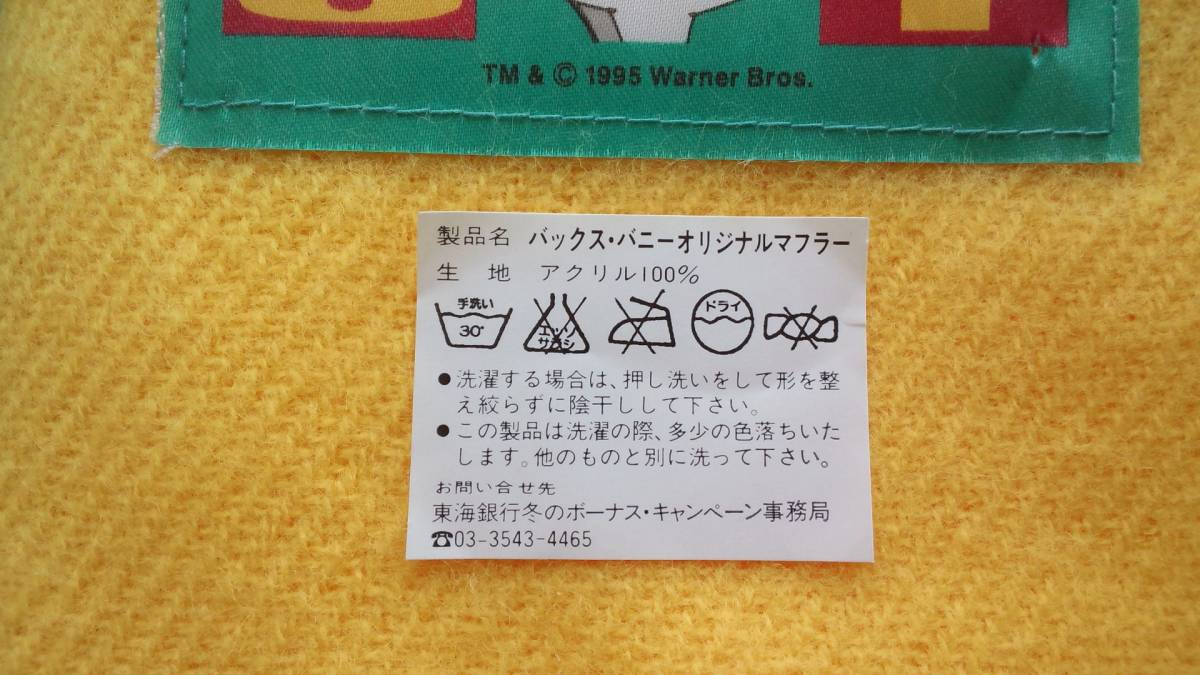 TM & © 1995 Warner Bros.
製品名 バックス・バニーオリジナルマフラー
生 地 アクリル100%
手洗い
30°
エンソ
サラシ
ドライ
●洗濯する場合は、押し洗いをして形を整
え絞らずに陰干しして下さい。
●この製品は洗濯の際、多少の色落ちいた
します。他のものと別に洗って下さい。
お問い合せ先
東海銀行冬のボーナス・キャンペーン事務局
☎03-3543-4465